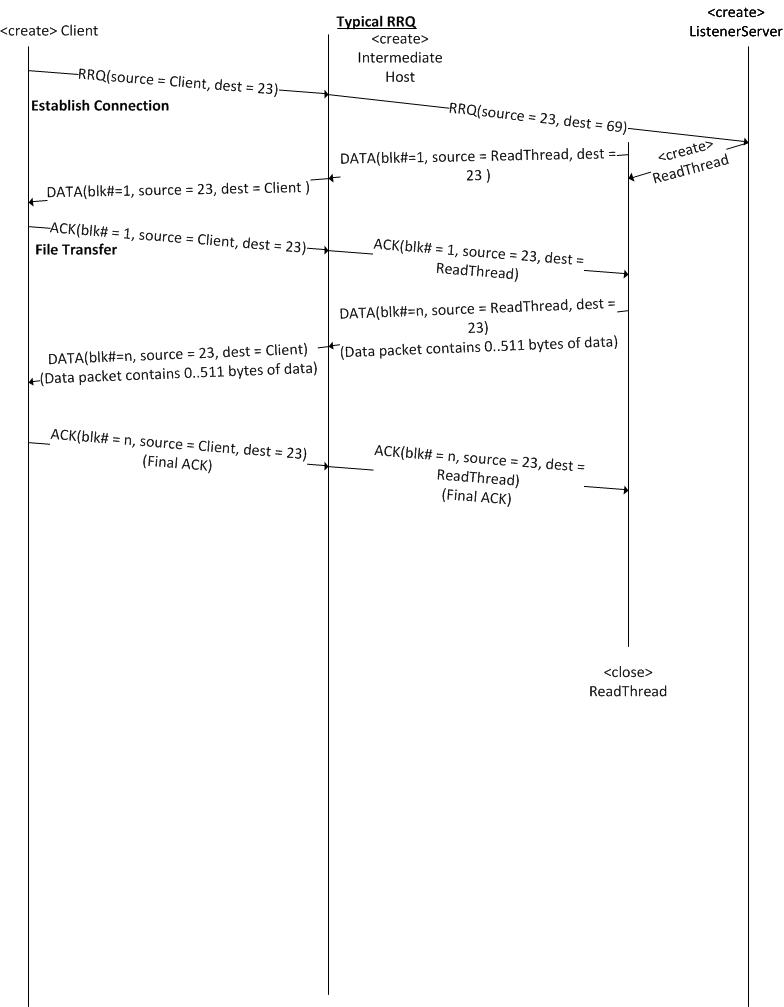 Typical RRQ
<create> Client
<create>
Intermediate
Host
<create>
ListenerServer
RRQ(source = Client, dest = 23)
Establish Connection
RRQ(source = 23, dest = 69)
<create>
ReadThread
DATA(blk#=1, source = ReadThread, dest =
23 )
DATA(blk#=1, source = 23, dest = Client )
ACK(blk# = 1, source = Client, dest = 23)
File Transfer
ACK(blk# = 1, source = 23, dest =
ReadThread)
DATA(blk#=n, source = ReadThread, dest =
23)
(Data packet contains 0..511 bytes of data)
DATA(blk#=n, source = 23, dest = Client)
(Data packet contains 0..511 bytes of data)
ACK(blk# = n, source = Client, dest = 23)
(Final ACK)
ACK(blk# = n, source = 23, dest =
ReadThread)
(Final ACK)
<close>
ReadThread